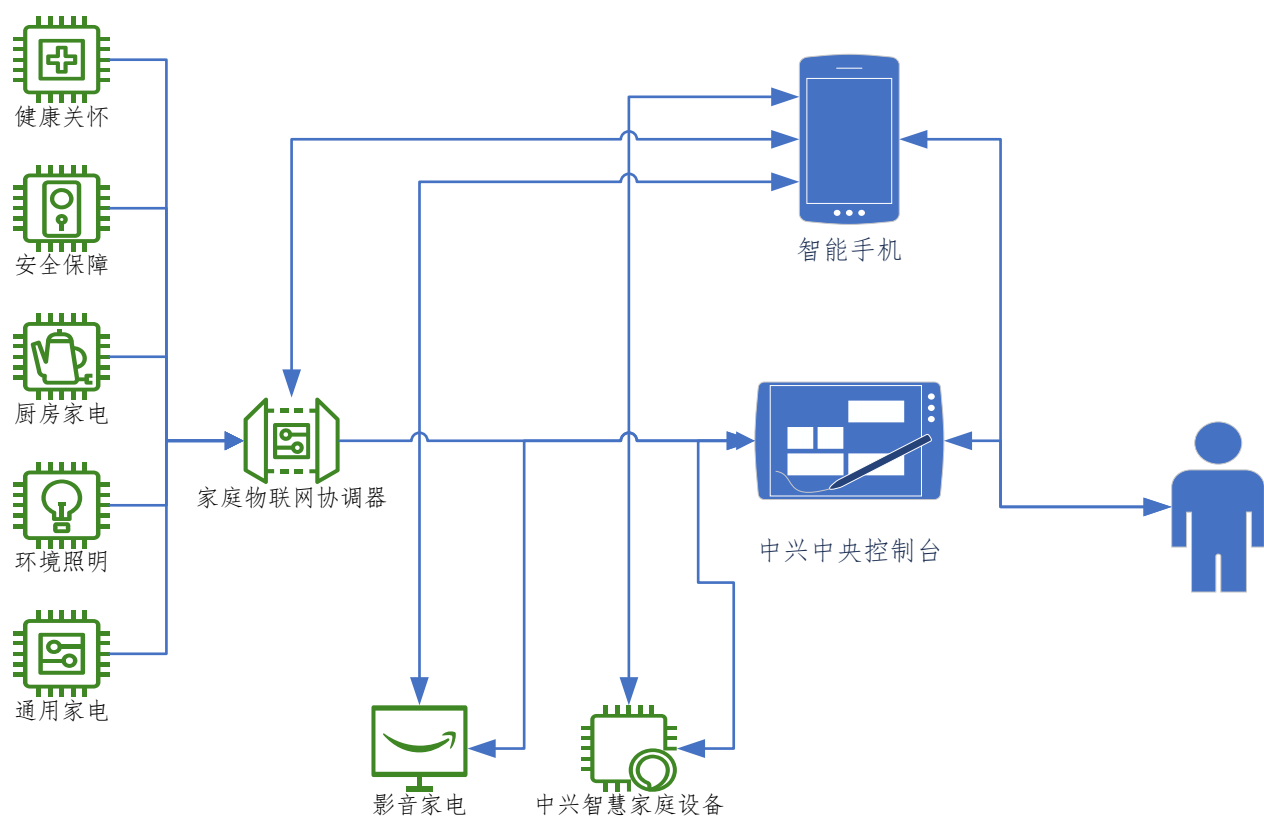 健康关怀
安全保障
厨房家电
环境照明
通用家电
智能手机
家庭物联网协调器
中兴中央控制台
影音家电
中兴智慧家庭设备